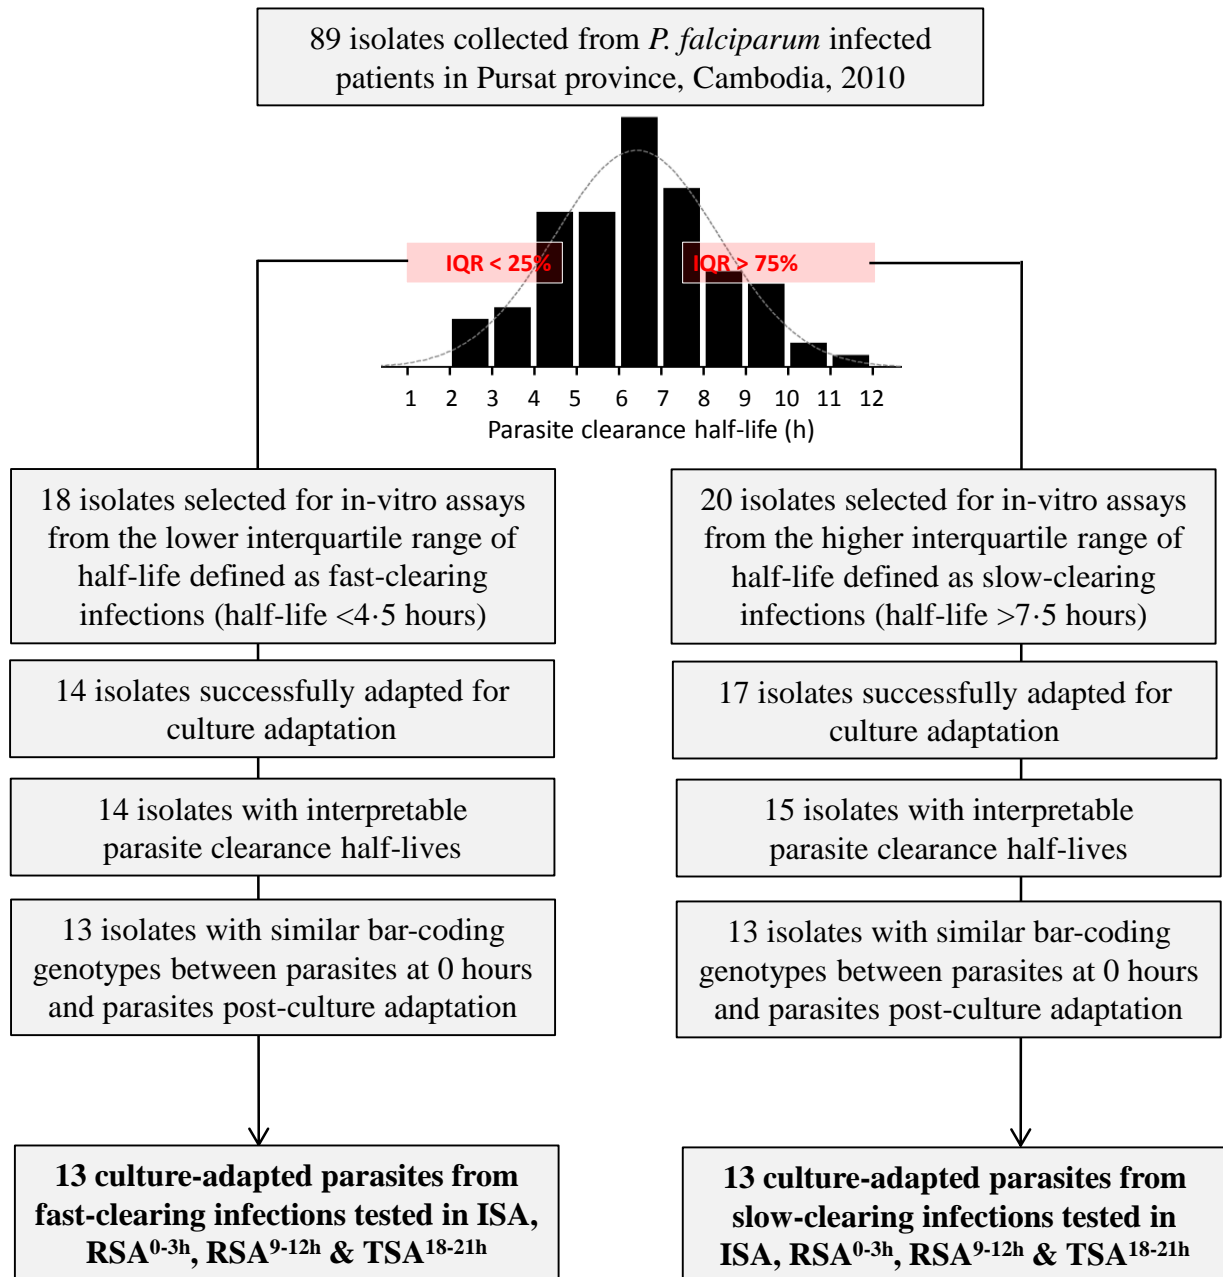 89 isolates collected from P. falciparum infected
patients in Pursat province, Cambodia, 2010
IQR < 25%
IQR > 75%
1 2 3 4 5 6 7 8 9 10 11 12
Parasite clearance half-life (h)
18 isolates selected for in-vitro assays
from the lower interquartile range of
half-life defined as fast-clearing
infections (half-life <4·5 hours)
20 isolates selected for in-vitro assays
from the higher interquartile range of
half-life defined as slow-clearing
infections (half-life >7·5 hours)
14 isolates successfully adapted for
culture adaptation
17 isolates successfully adapted for
culture adaptation
14 isolates with interpretable
parasite clearance half-lives
15 isolates with interpretable
parasite clearance half-lives
13 isolates with similar bar-coding
genotypes between parasites at 0 hours
and parasites post-culture adaptation
13 isolates with similar bar-coding
genotypes between parasites at 0 hours
and parasites post-culture adaptation
13 culture-adapted parasites from
fast-clearing infections tested in ISA,
RSA0-3h, RSA9-12h & TSA18-21h
13 culture-adapted parasites from
slow-clearing infections tested in
ISA, RSA0-3h, RSA9-12h & TSA18-21h